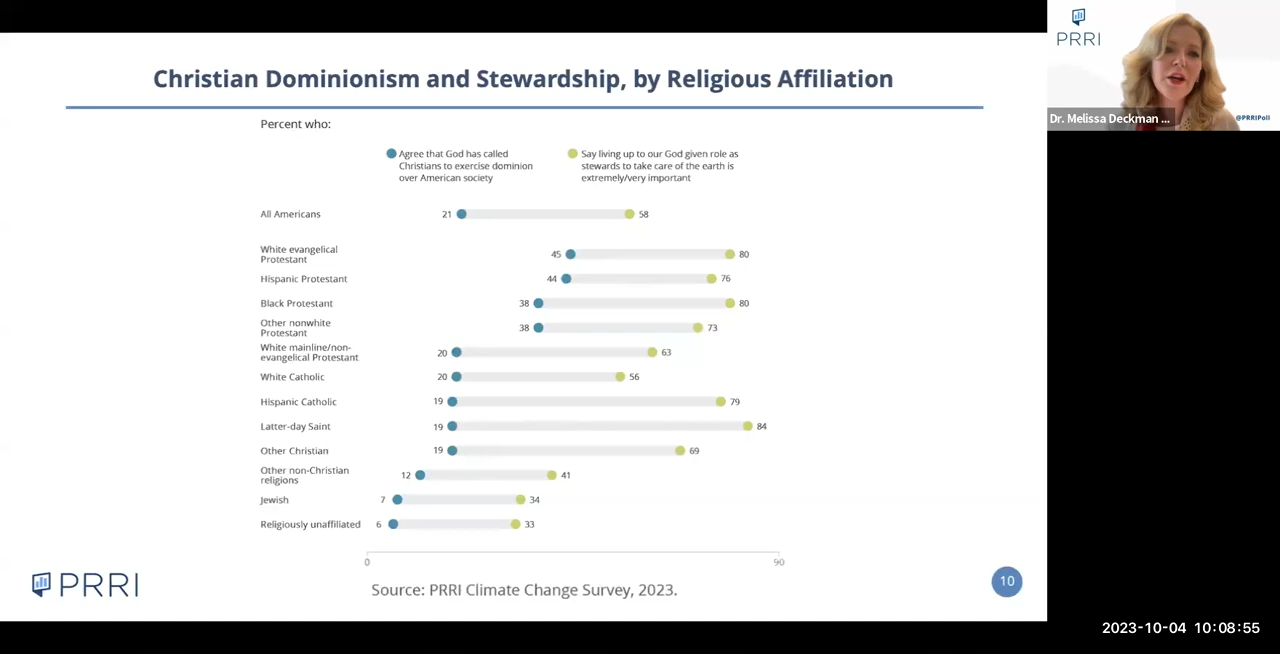 Christian Dominionism and Stewardship, by Religious Affiliation
PRRI
Dr. Melissa Deckman ...
@PRRIPoll
Percent who:
Agree that God has called
Christians to exercise dominion
over American society
Say living up to our God given role as
stewards to take care of the earth is
extremely/very important
All Americans 21 58
White evangelical
Protestant 45 80
Hispanic Protestant 44 76
Black Protestant 38 80
Other nonwhite
Protestant 38 73
White mainline/non-
evangelical Protestant 20 63
White Catholic 20 56
Hispanic Catholic 19 79
Latter-day Saint 19 84
Other Christian 19 69
Other non-Christian
religions 12 41
Jewish 7 34
Religiously unaffiliated 6 33
0 90
PRRI
Source: PRRI Climate Change Survey, 2023.
10
2023-10-04 10:08:55